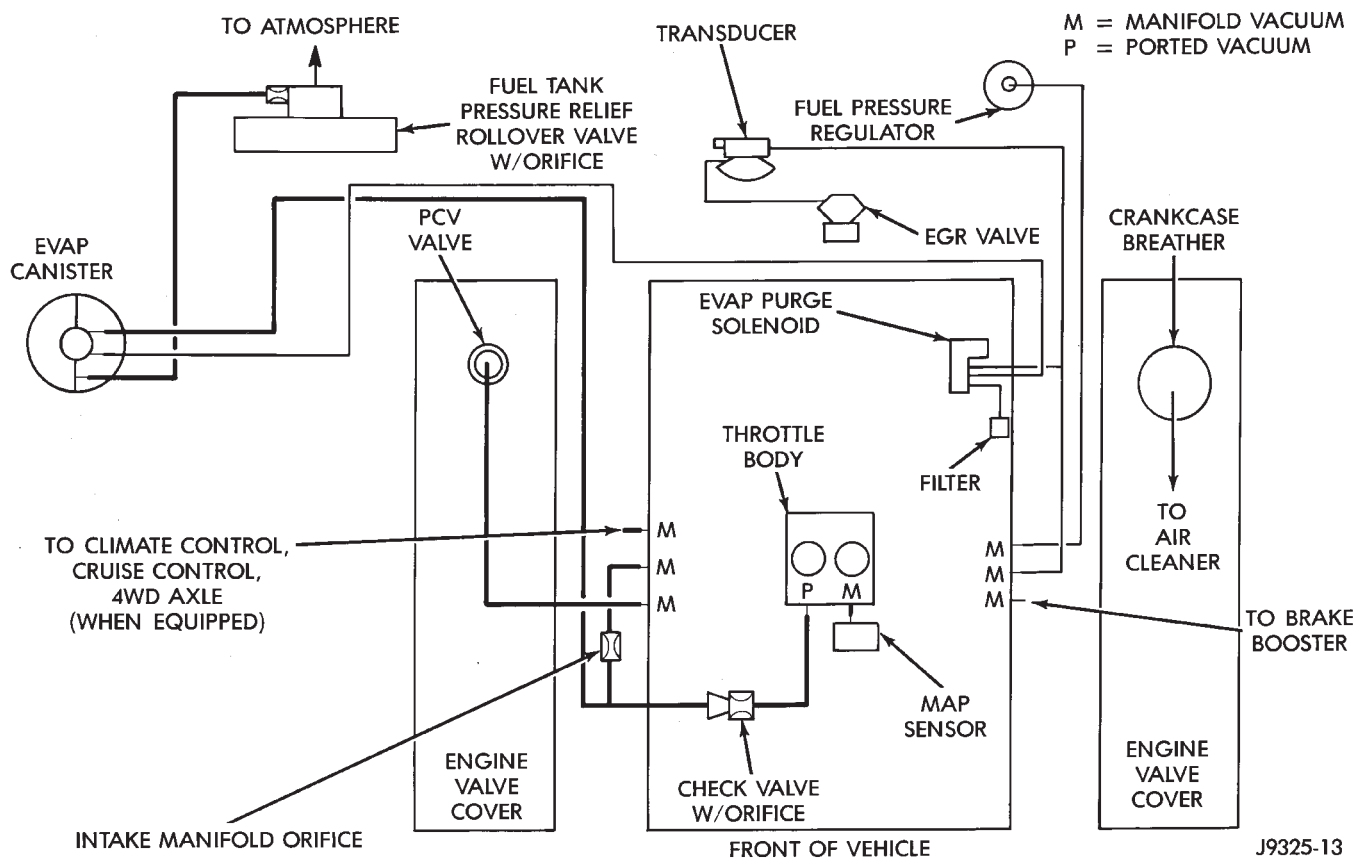 TO ATMOSPHERE
FUEL TANK
PRESSURE RELIEF
ROLLOVER VALVE
W/ORIFICE
TRANSDUCER
M = MANIFOLD VACUUM
P = PORTED VACUUM
FUEL PRESSURE
REGULATOR
EVAP
CANISTER
PCV
VALVE
EGR VALVE
CRANKCASE
BREATHER
EVAP PURGE
SOLENOID
THROTTLE
BODY
FILTER
TO
AIR
CLEANER
TO CLIMATE CONTROL,
CRUISE CONTROL,
4WD AXLE
(WHEN EQUIPPED)
M
M
M
P M
M
M
M
TO BRAKE
BOOSTER
MAP
SENSOR
ENGINE
VALVE
COVER
CHECK VALVE
W/ORIFICE
ENGINE
VALVE
COVER
INTAKE MANIFOLD ORIFICE
FRONT OF VEHICLE
J9325-13